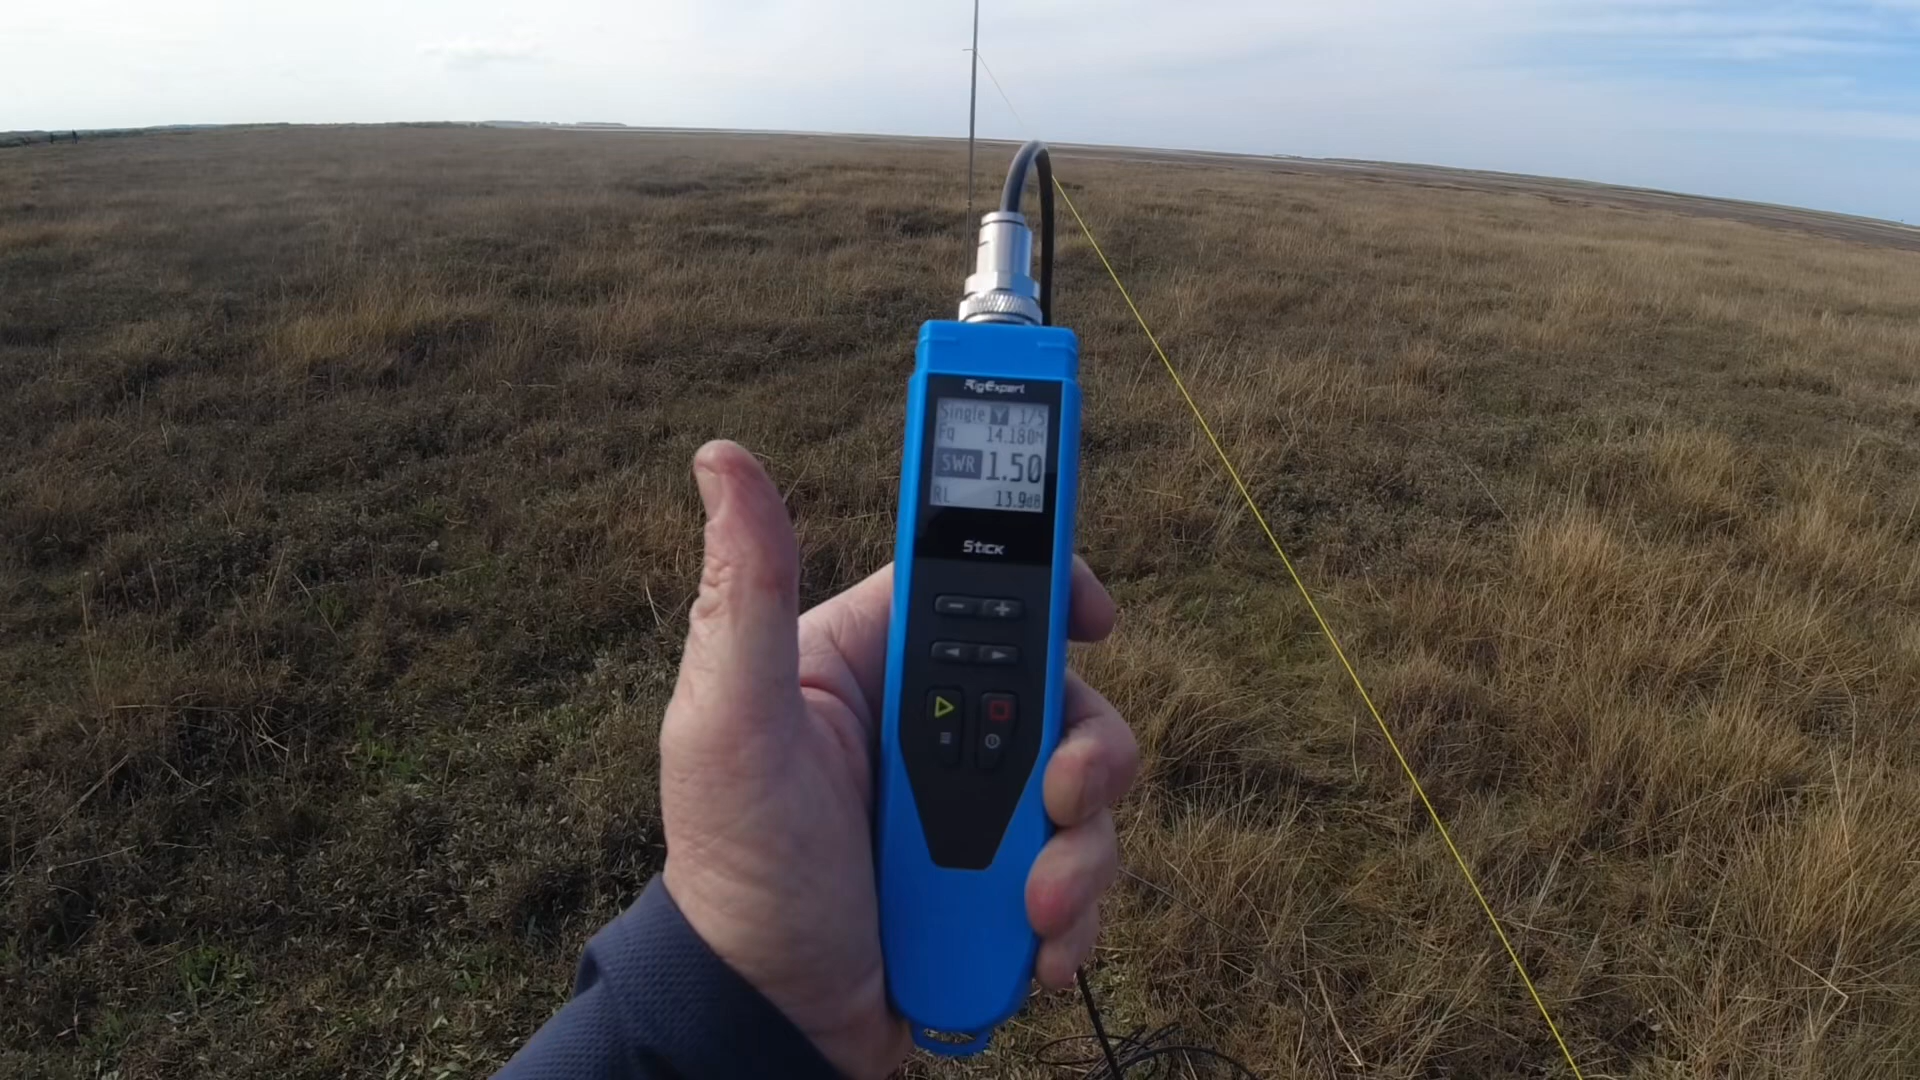 RigExpert
Single Y 1/5
Fq 14.180M
SWR 1.50
RL 13.9dB
Stick